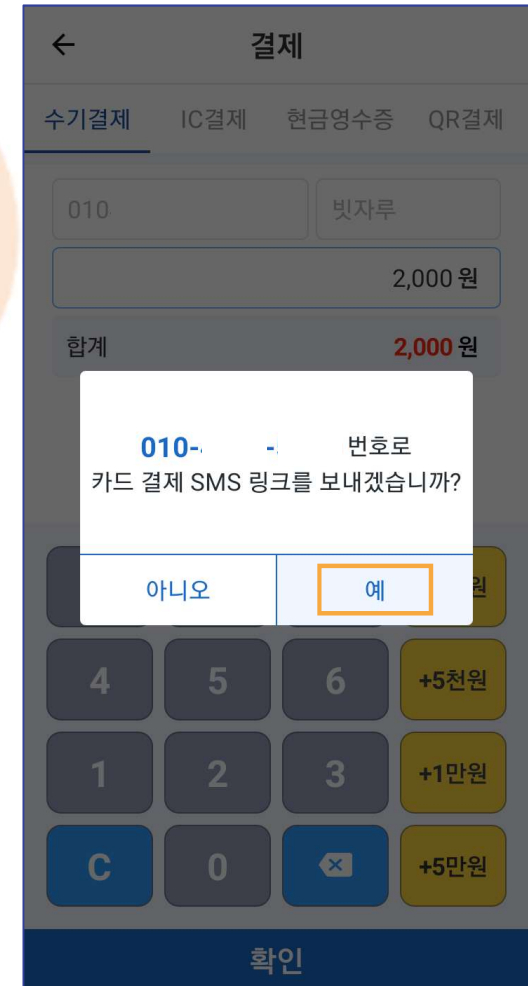 결제
수기결제 IC결제 현금영수증 QR결제
010 빗자루
2,000 원
합계 2,000 원
010- - 번호로
카드 결제 SMS 링크를 보내겠습니까?
아니오 예 원
4 5 6 +5천원
1 2 3 +1만원
C 0 +5만원
확인